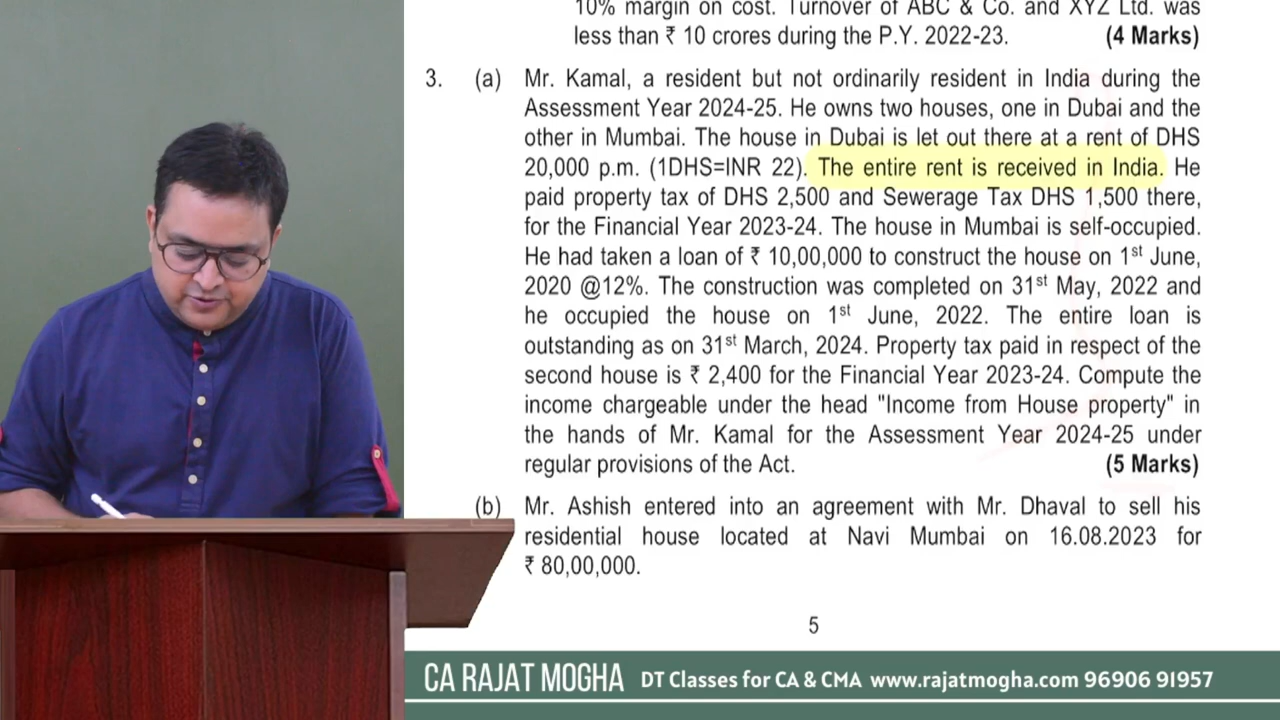 10% margin on cost. Turnover of ABC & Co. and XYZ Ltd. was
less than ₹ 10 crores during the P.Y. 2022-23. (4 Marks)
3. (a) Mr. Kamal, a resident but not ordinarily resident in India during the
Assessment Year 2024-25. He owns two houses, one in Dubai and the
other in Mumbai. The house in Dubai is let out there at a rent of DHS
20,000 p.m. (1DHS=INR 22). The entire rent is received in India. He
paid property tax of DHS 2,500 and Sewerage Tax DHS 1,500 there,
for the Financial Year 2023-24. The house in Mumbai is self-occupied.
He had taken a loan of ₹ 10,00,000 to construct the house on 1st June,
2020 @12%. The construction was completed on 31st May, 2022 and
he occupied the house on 1st June, 2022. The entire loan is
outstanding as on 31st March, 2024. Property tax paid in respect of the
second house is ₹ 2,400 for the Financial Year 2023-24. Compute the
income chargeable under the head "Income from House property" in
the hands of Mr. Kamal for the Assessment Year 2024-25 under
regular provisions of the Act. (5 Marks)
(b) Mr. Ashish entered into an agreement with Mr. Dhaval to sell his
residential house located at Navi Mumbai on 16.08.2023 for
₹ 80,00,000.
5
CA RAJAT MOGHA DT Classes for CA & CMA www.rajatmogha.com 96906 91957